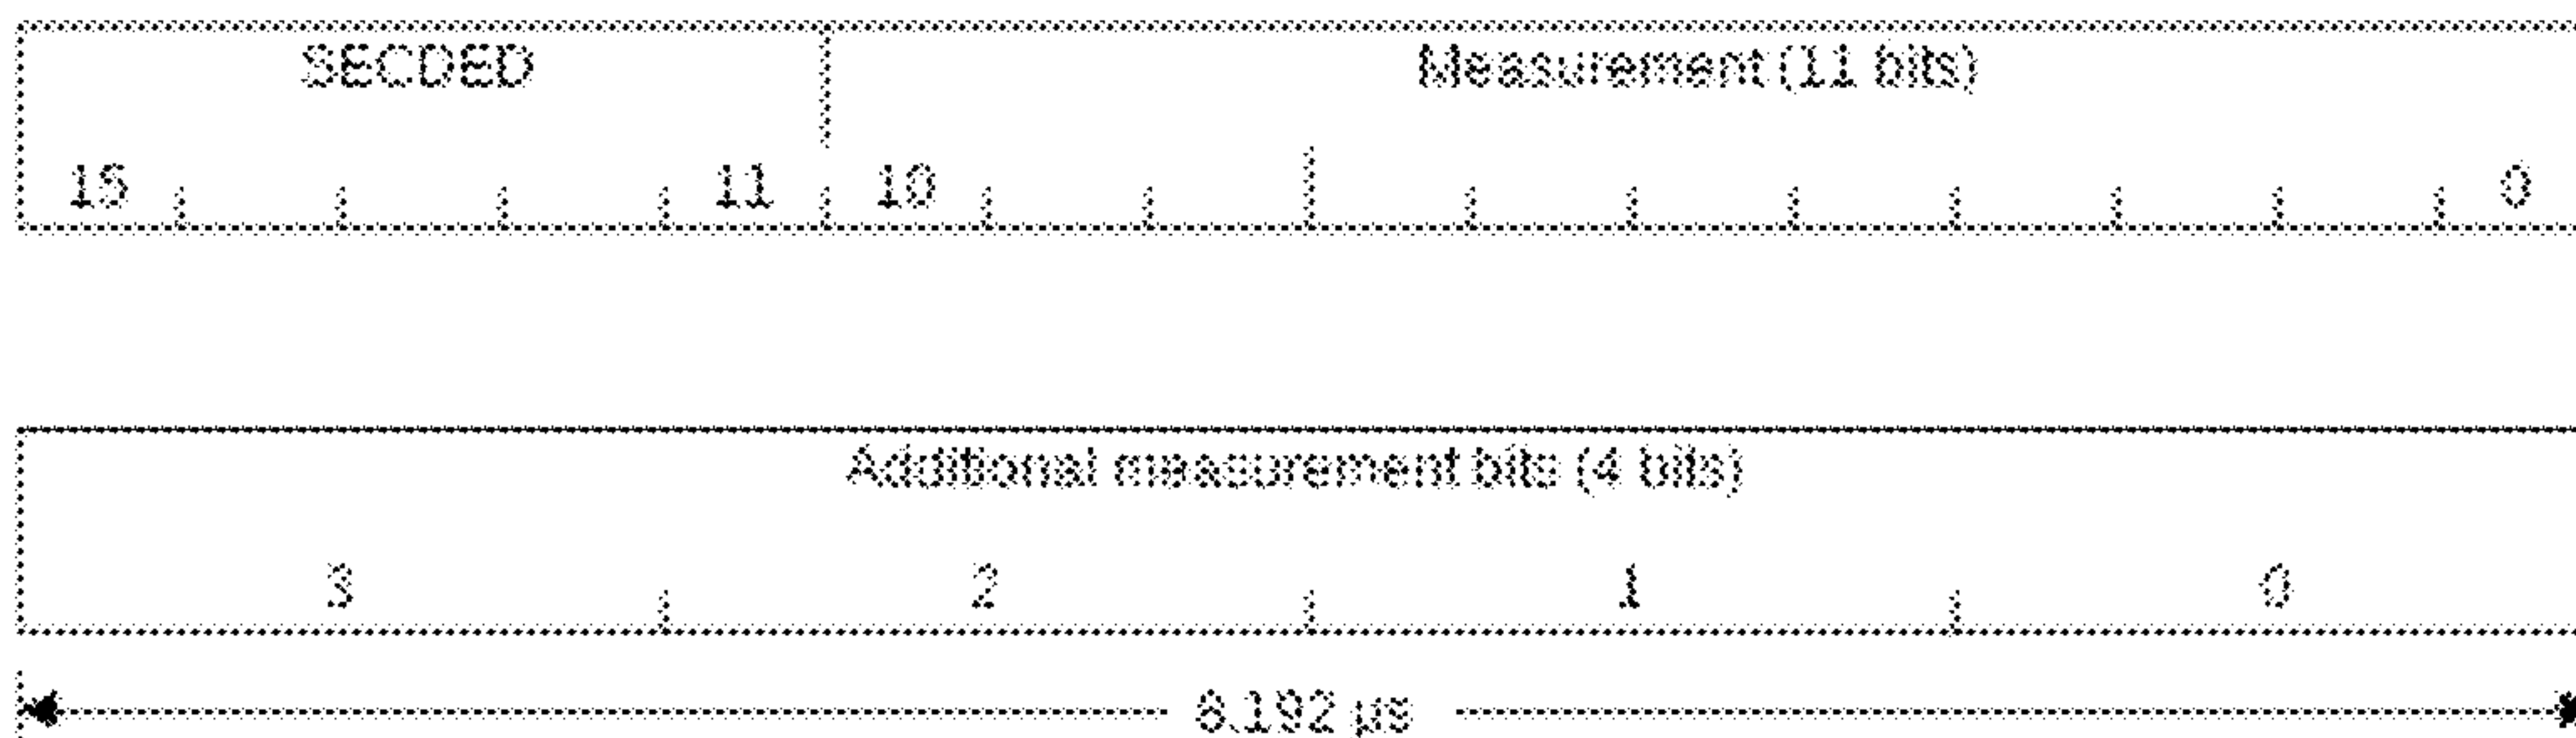 SECDED Measurement (11 bits)
15 11 10 0
Additional measurement bits (4 bits)
3 2 1 0
8.192 µs